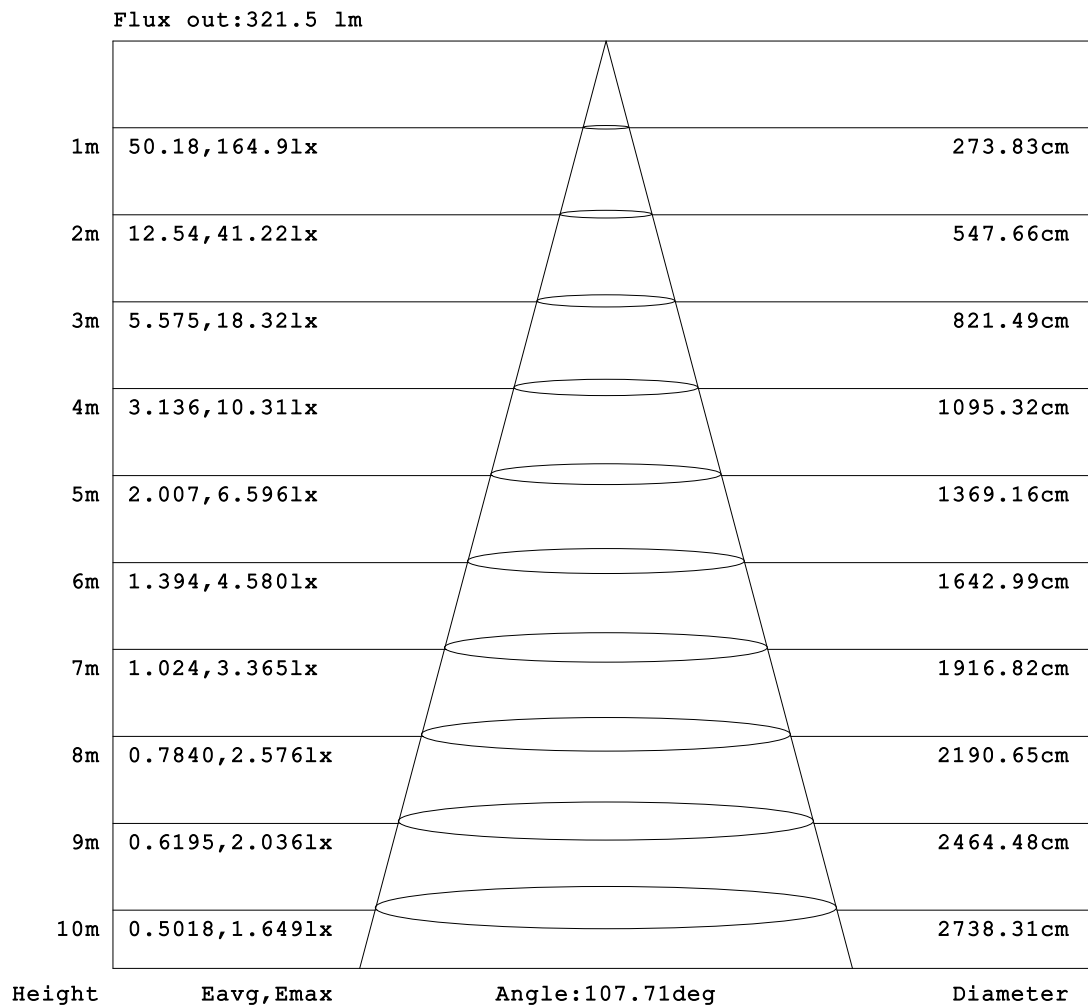 Flux out:321.5 lm
1m 50.18,164.9lx 273.83cm
2m 12.54,41.22lx 547.66cm
3m 5.575,18.32lx 821.49cm
4m 3.136,10.31lx 1095.32cm
5m 2.007,6.596lx 1369.16cm
6m 1.394,4.580lx 1642.99cm
7m 1.024,3.365lx 1916.82cm
8m 0.7840,2.576lx 2190.65cm
9m 0.6195,2.036lx 2464.48cm
10m 0.5018,1.649lx 2738.31cm
Height Eavg,Emax Angle:107.71deg Diameter